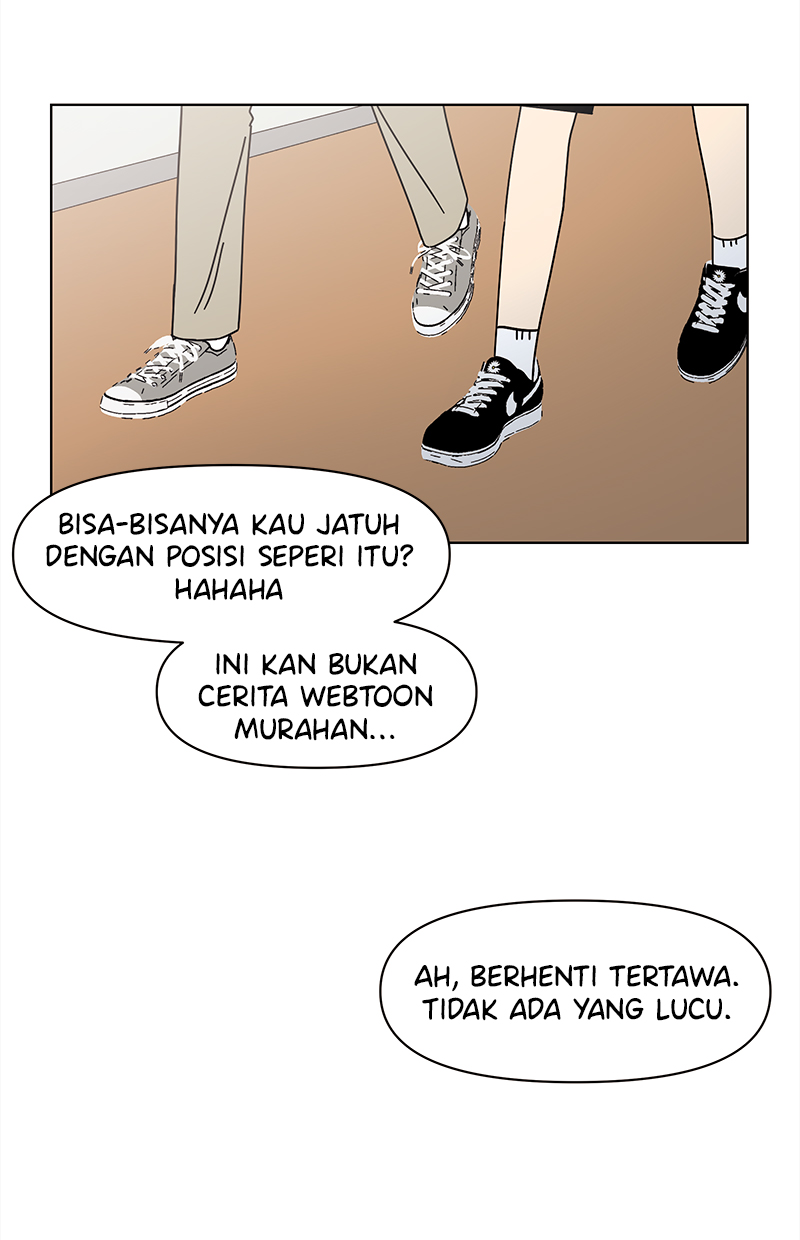 BISA-BISANYA KAU JATUH
DENGAN POSISI SEPERI ITU?
HAHAHA
INI KAN BUKAN
CERITA WEBTOON
MURAHAN...
AH, BERHENTI TERTAWA.
TIDAK ADA YANG LUCU.